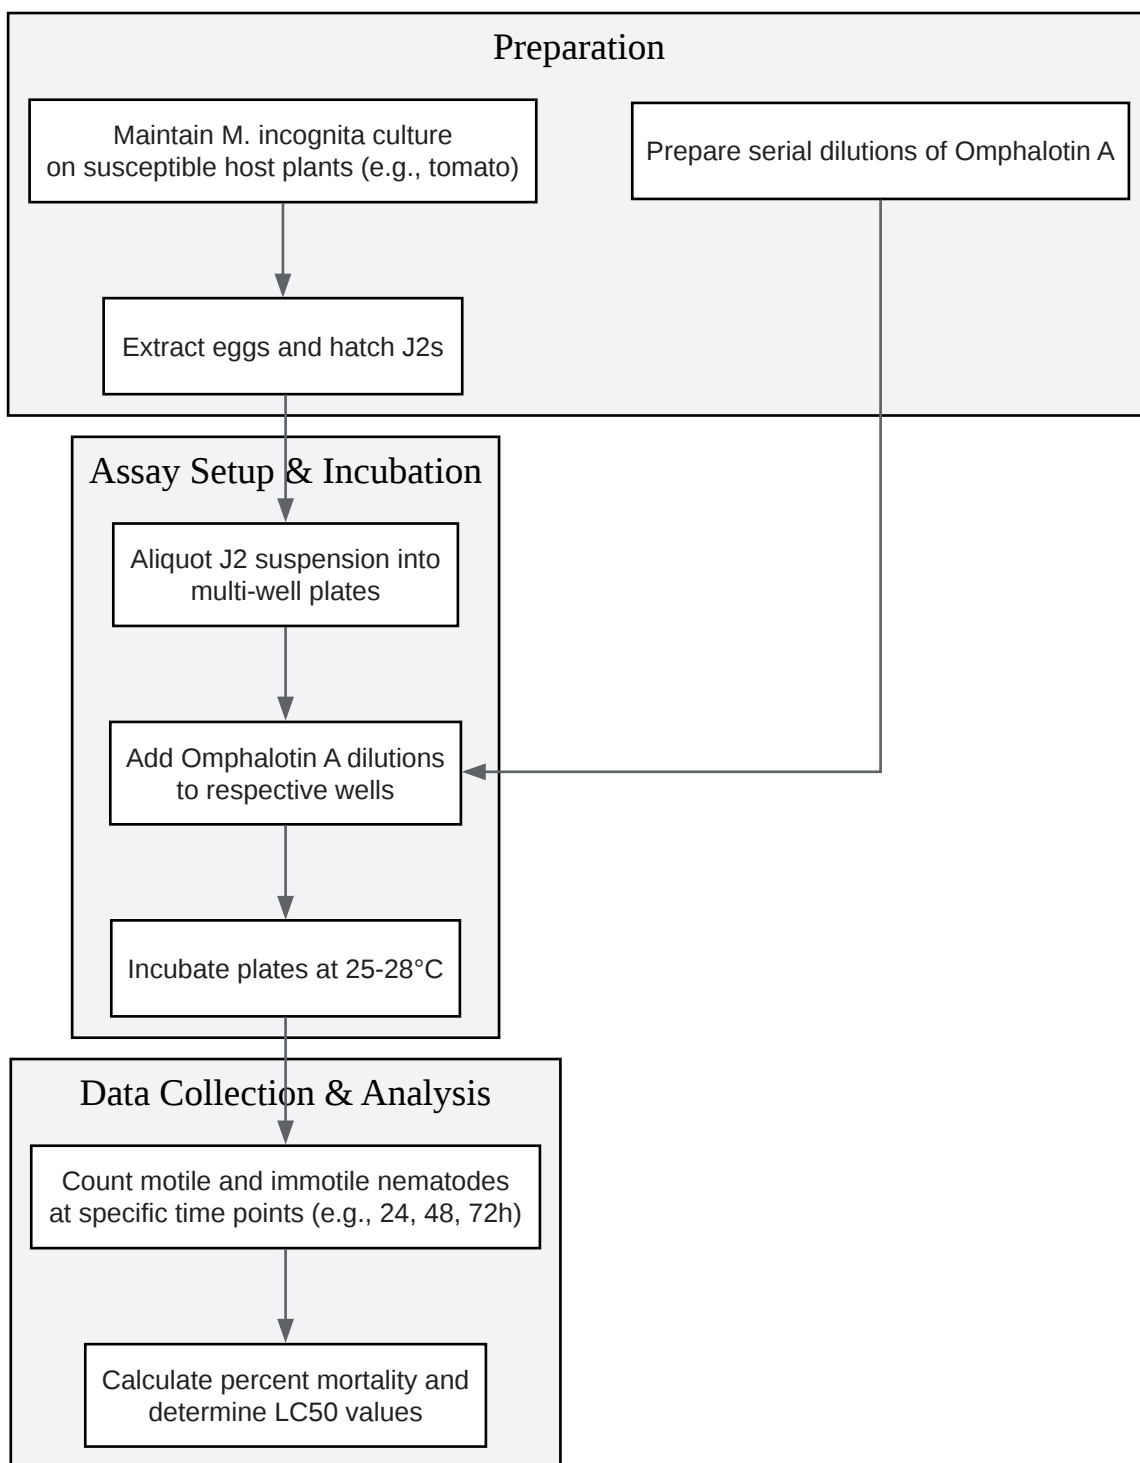 Preparation
Maintain M. incognita culture
on susceptible host plants (e.g., tomato)
Prepare serial dilutions of Omphalotin A
Extract eggs and hatch J2s
Assay Setup & Incubation
Aliquot J2 suspension into
multi-well plates
Add Omphalotin A dilutions
to respective wells
Incubate plates at 25-28°C
Data Collection & Analysis
Count motile and immotile nematodes
at specific time points (e.g., 24, 48, 72h)
Calculate percent mortality and
determine LC50 values